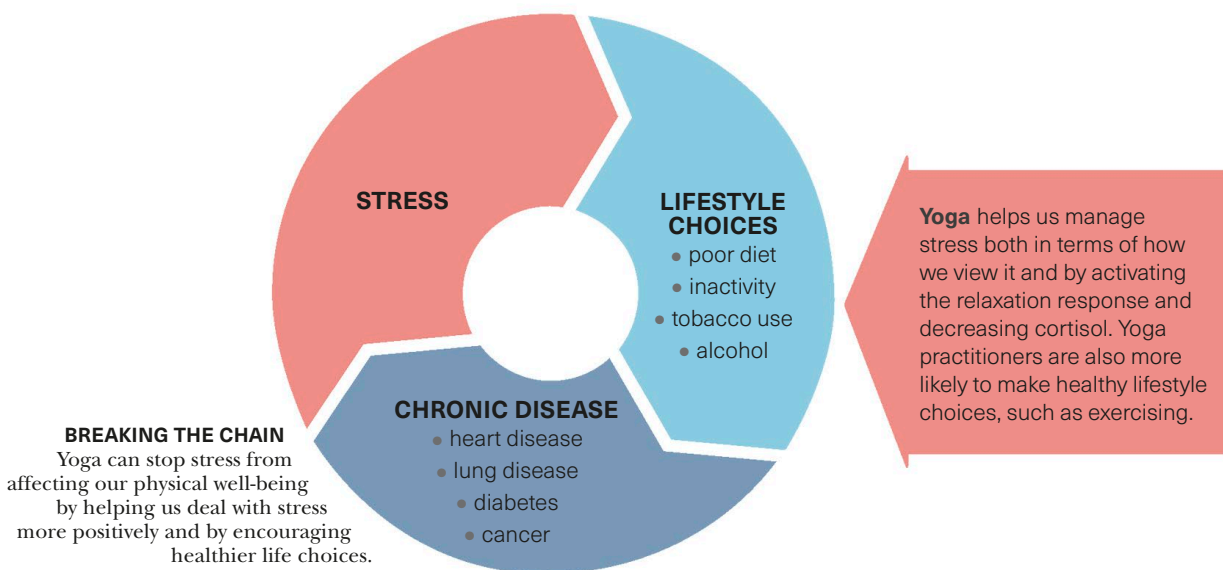 STRESS
LIFESTYLE
CHOICES
• poor diet
• inactivity
• tobacco use
• alcohol
CHRONIC DISEASE
• heart disease
• lung disease
• diabetes
• cancer
Yoga helps us manage
stress both in terms of how
we view it and by activating
the relaxation response and
decreasing cortisol. Yoga
practitioners are also more
likely to make healthy lifestyle
choices, such as exercising.
BREAKING THE CHAIN
Yoga can stop stress from
affecting our physical well-being
by helping us deal with stress
more positively and by encouraging
healthier life choices.